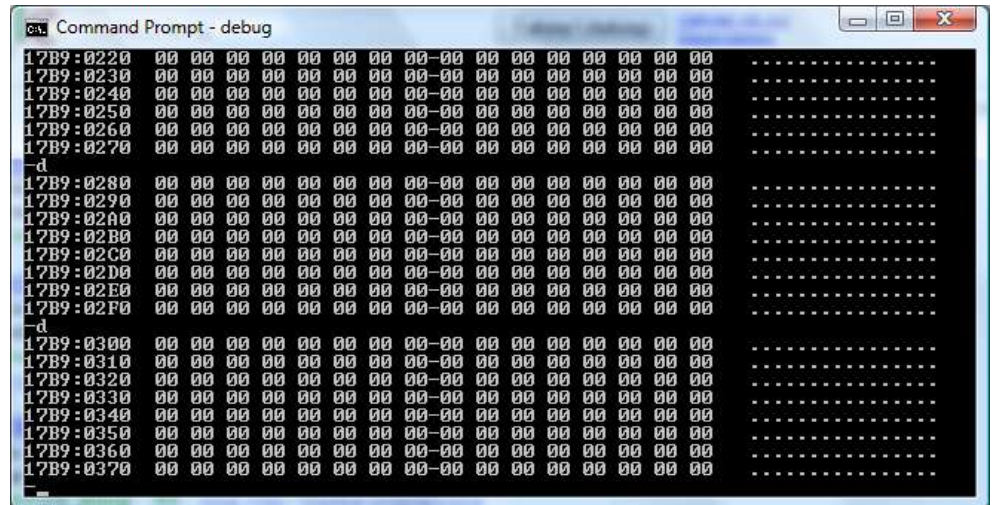 Command Prompt - debug
17B9:0220 00 00 00 00 00 00 00 00-00 00 00 00 00 00 00 00 ................
17B9:0230 00 00 00 00 00 00 00 00-00 00 00 00 00 00 00 00 ................
17B9:0240 00 00 00 00 00 00 00 00-00 00 00 00 00 00 00 00 ................
17B9:0250 00 00 00 00 00 00 00 00-00 00 00 00 00 00 00 00 ................
17B9:0260 00 00 00 00 00 00 00 00-00 00 00 00 00 00 00 00 ................
17B9:0270 00 00 00 00 00 00 00 00-00 00 00 00 00 00 00 00 ................
-d
17B9:0280 00 00 00 00 00 00 00 00-00 00 00 00 00 00 00 00 ................
17B9:0290 00 00 00 00 00 00 00 00-00 00 00 00 00 00 00 00 ................
17B9:02A0 00 00 00 00 00 00 00 00-00 00 00 00 00 00 00 00 ................
17B9:02B0 00 00 00 00 00 00 00 00-00 00 00 00 00 00 00 00 ................
17B9:02C0 00 00 00 00 00 00 00 00-00 00 00 00 00 00 00 00 ................
17B9:02D0 00 00 00 00 00 00 00 00-00 00 00 00 00 00 00 00 ................
17B9:02E0 00 00 00 00 00 00 00 00-00 00 00 00 00 00 00 00 ................
17B9:02F0 00 00 00 00 00 00 00 00-00 00 00 00 00 00 00 00 ................
-d
17B9:0300 00 00 00 00 00 00 00 00-00 00 00 00 00 00 00 00 ................
17B9:0310 00 00 00 00 00 00 00 00-00 00 00 00 00 00 00 00 ................
17B9:0320 00 00 00 00 00 00 00 00-00 00 00 00 00 00 00 00 ................
17B9:0330 00 00 00 00 00 00 00 00-00 00 00 00 00 00 00 00 ................
17B9:0340 00 00 00 00 00 00 00 00-00 00 00 00 00 00 00 00 ................
17B9:0350 00 00 00 00 00 00 00 00-00 00 00 00 00 00 00 00 ................
17B9:0360 00 00 00 00 00 00 00 00-00 00 00 00 00 00 00 00 ................
17B9:0370 00 00 00 00 00 00 00 00-00 00 00 00 00 00 00 00 ................
-_